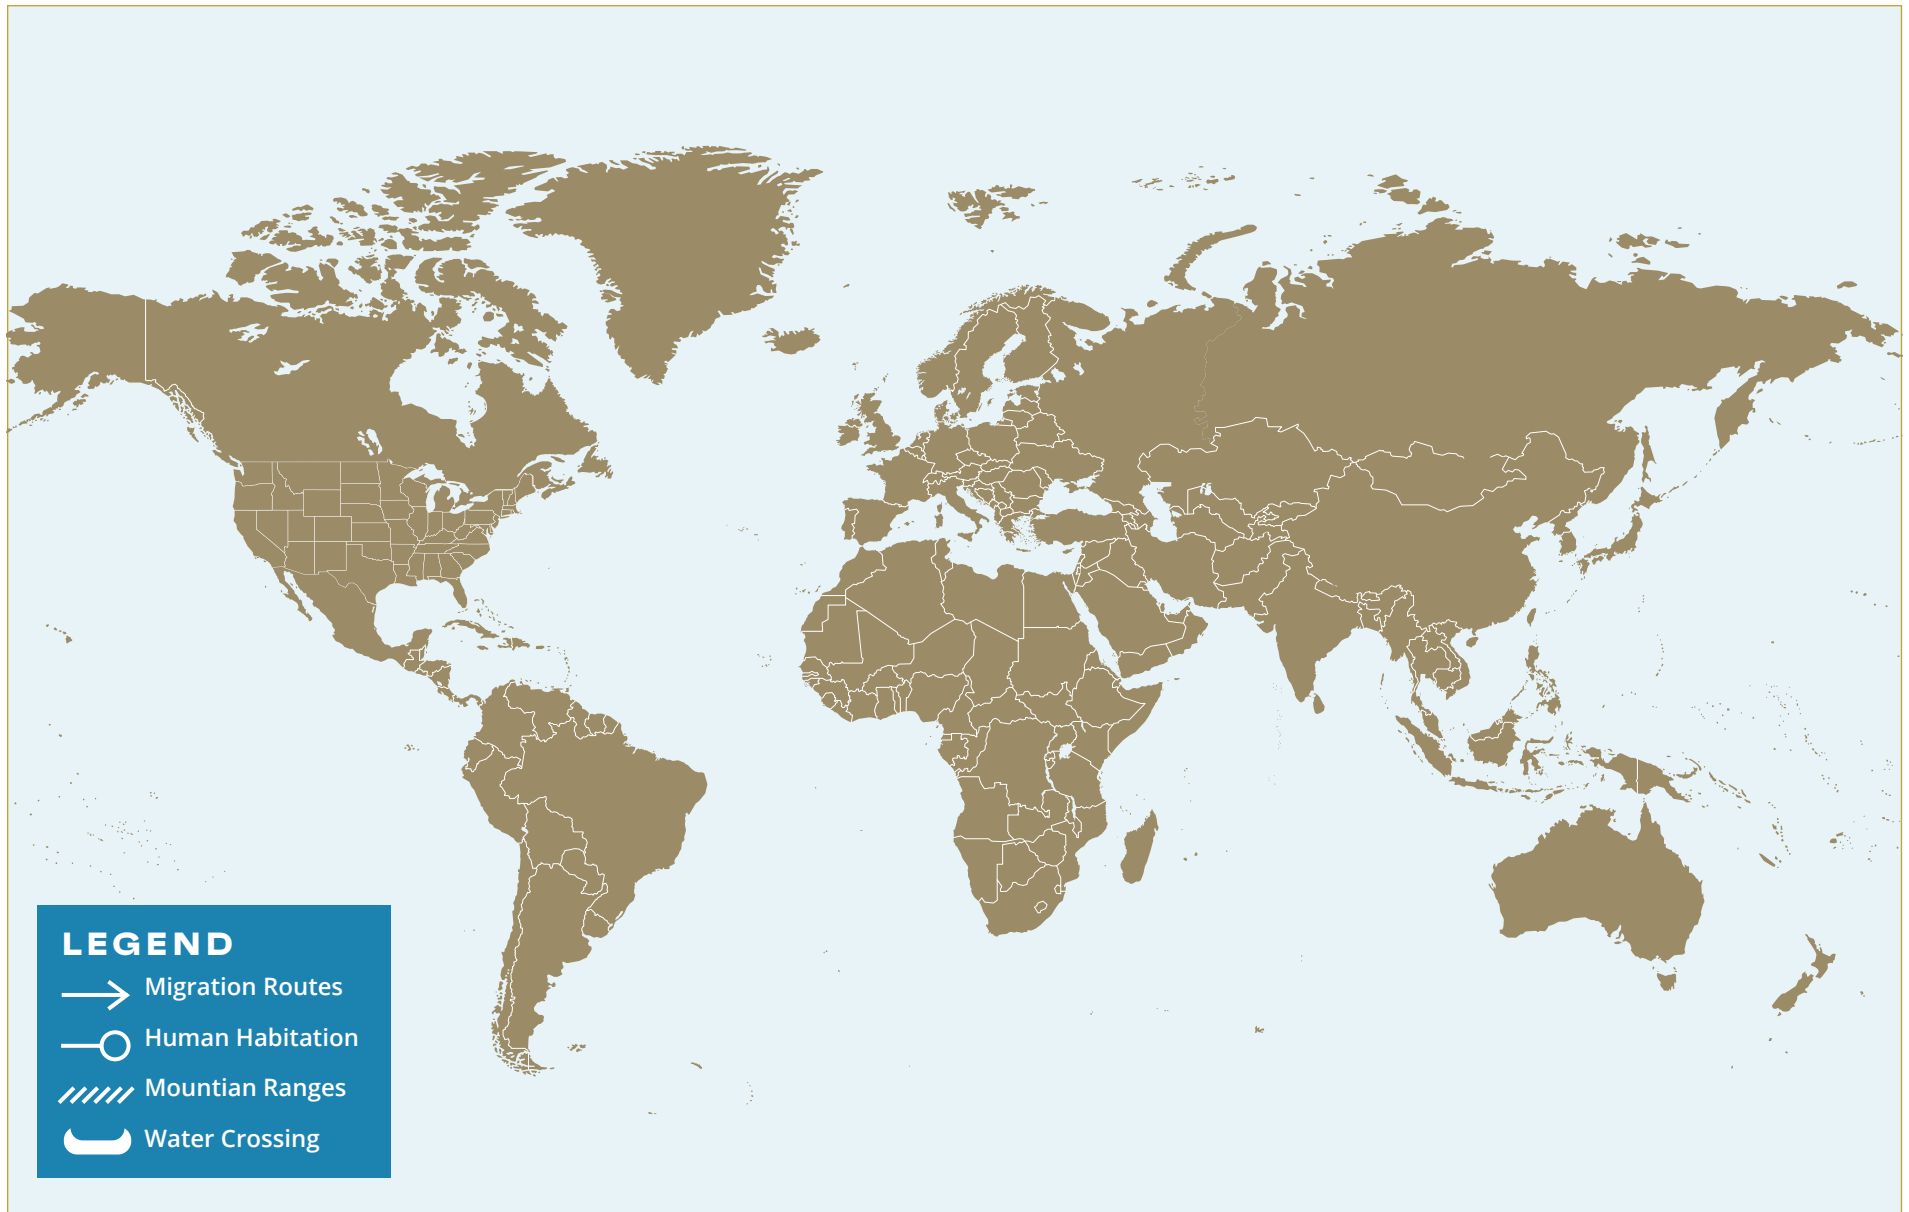 LEGEND
Migration Routes
Human Habitation
Mountian Ranges
Water Crossing